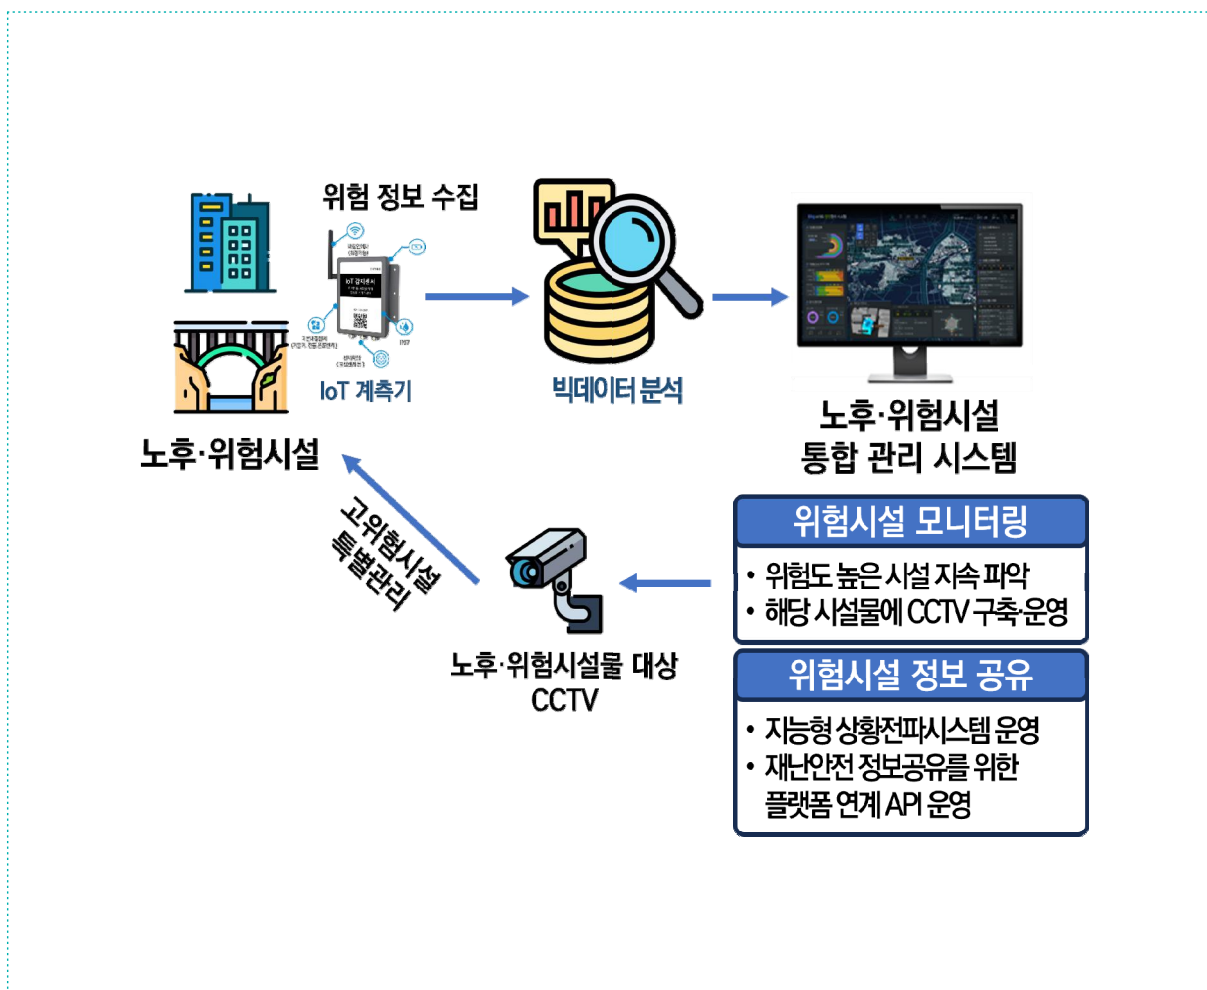 위험 정보 수집
IoT 감지센서
IoT 계측기
노후·위험시설
빅데이터 분석
노후·위험시설
통합 관리 시스템
고위험시설
특별관리
노후·위험시설물 대상
CCTV
위험시설 모니터링
• 위험도 높은 시설 지속 파악
• 해당 시설물에 CCTV 구축·운영
위험시설 정보 공유
• 지능형 상황전파시스템 운영
• 재난안전 정보공유를 위한
플랫폼 연계 API 운영